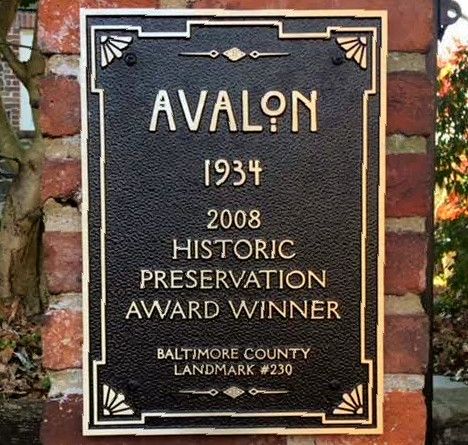 AVALON
1934
2008
HISTORIC
PRESERVATION
AWARD WINNER
BALTIMORE COUNTY
LANDMARK #230